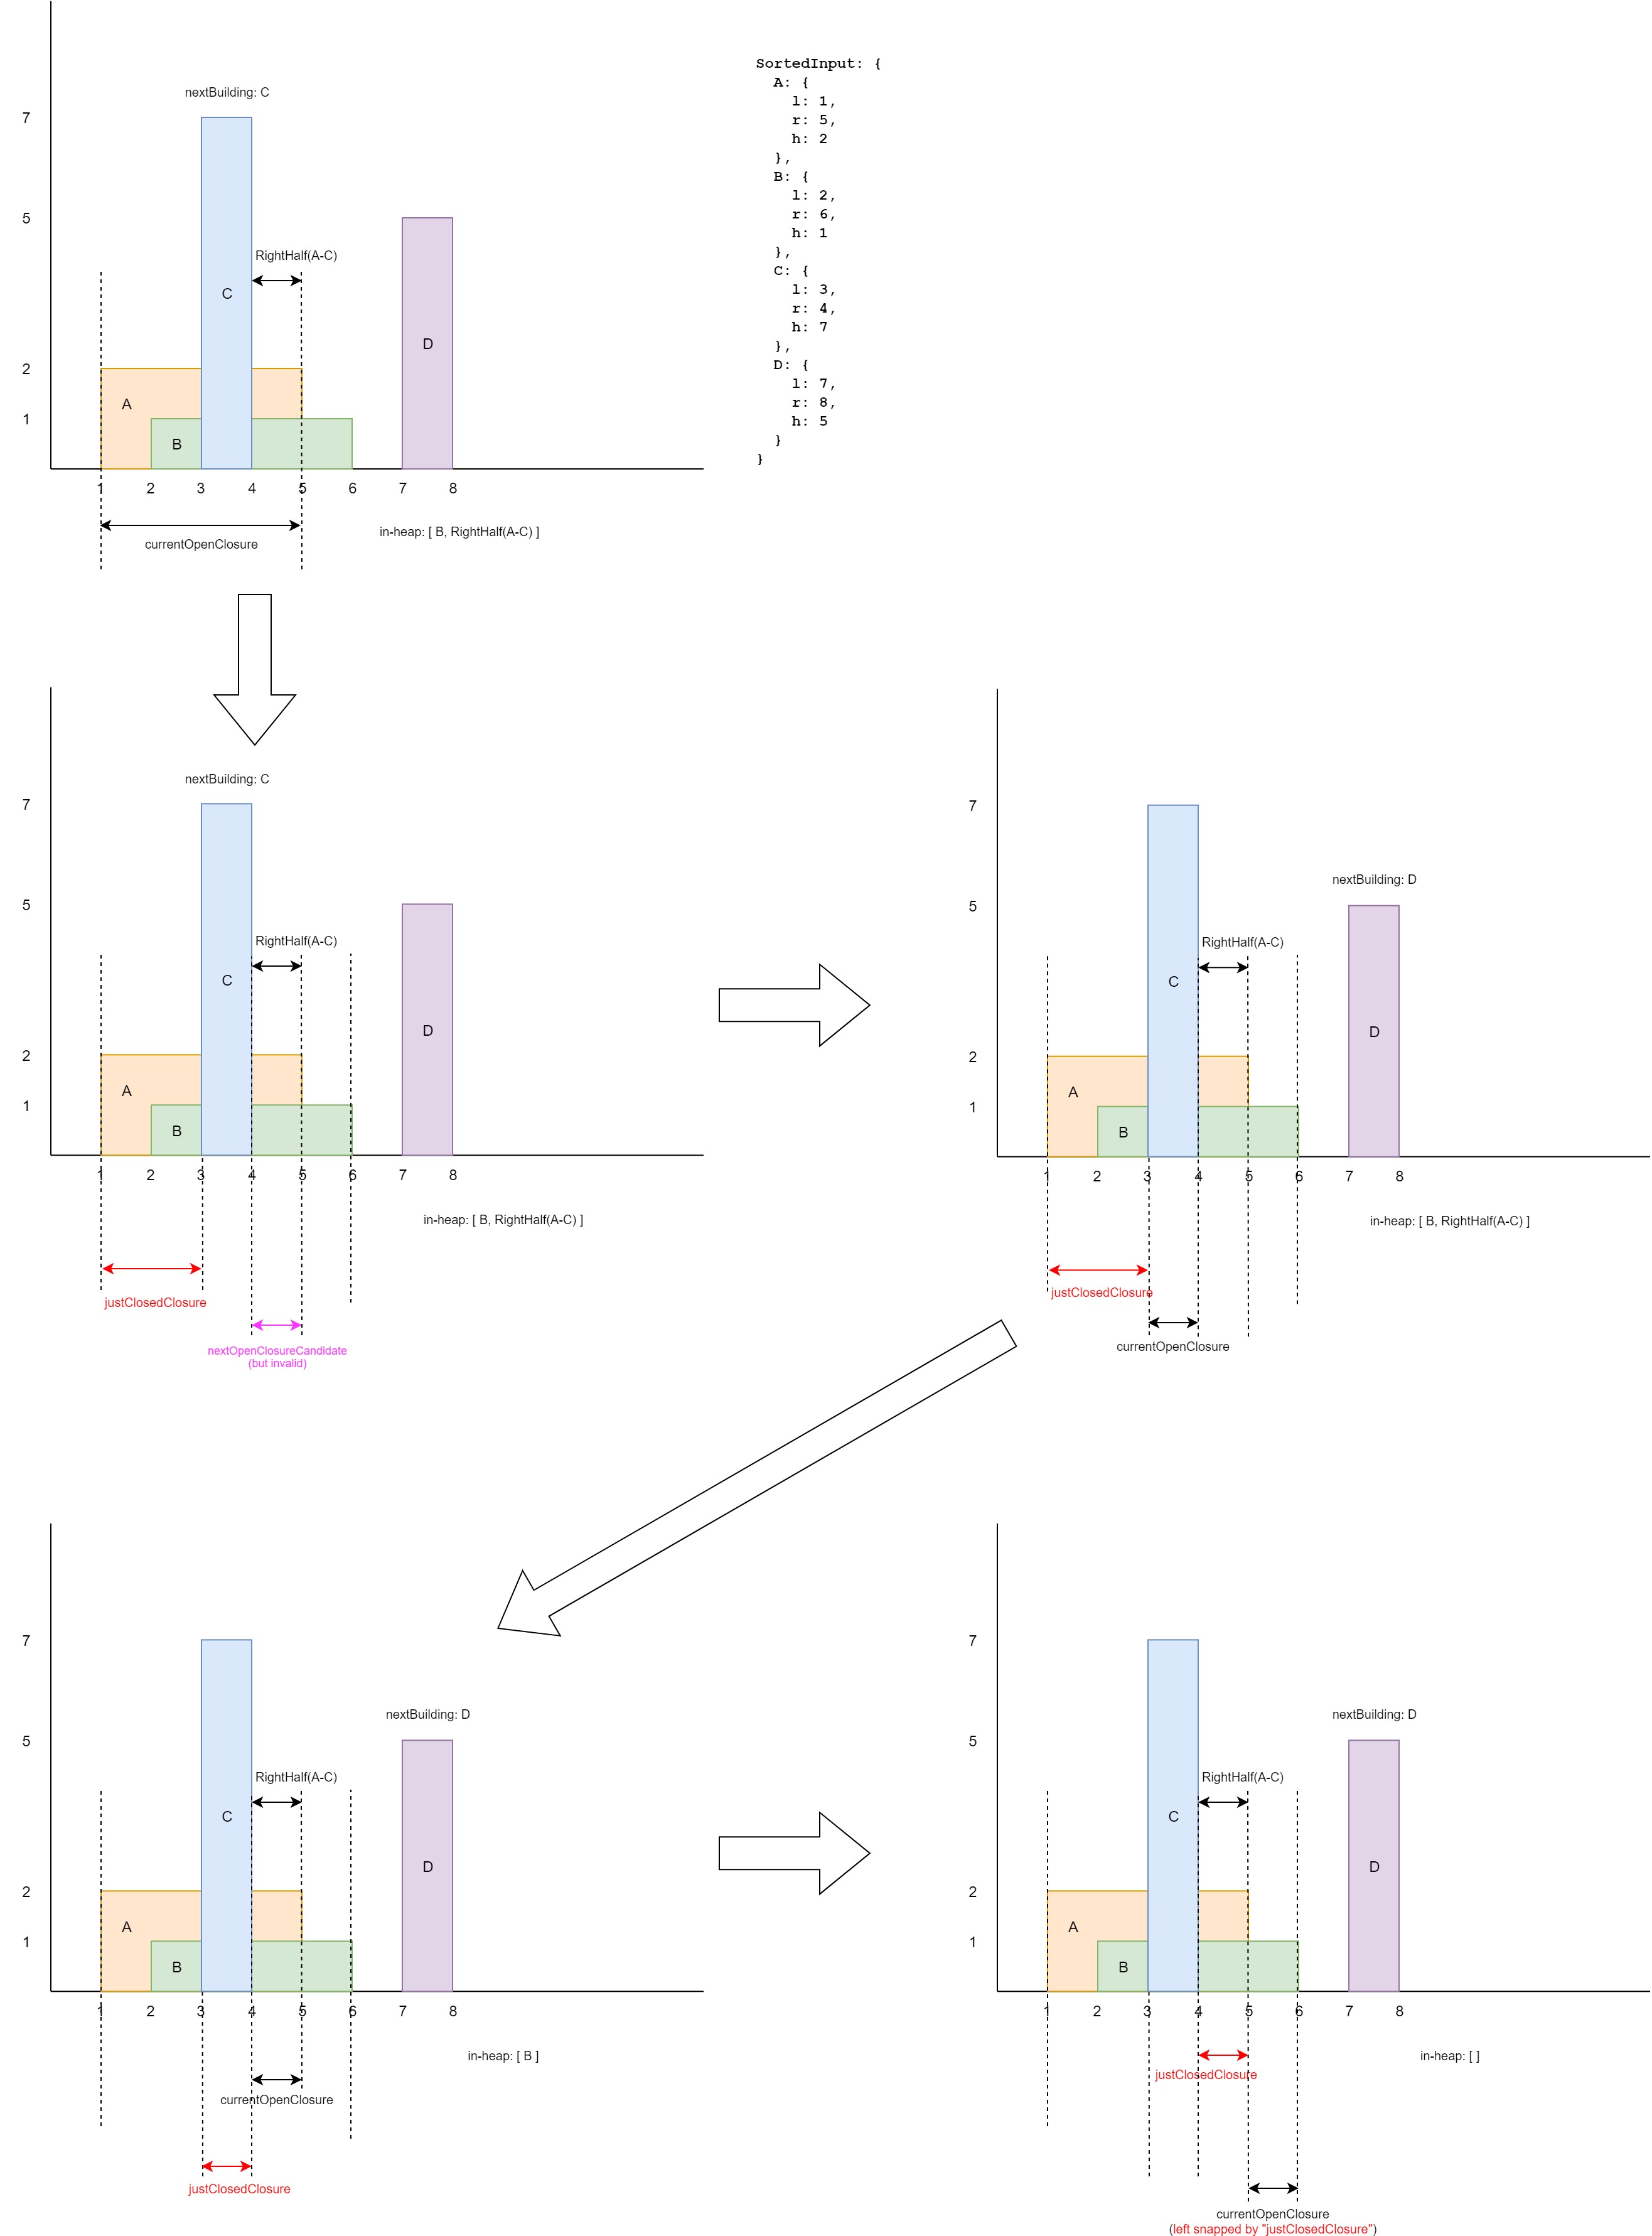 nextBuilding: C
7
5
2
1
RightHalf(A-C)
C
D
A
B
1 2 3 4 5 6 7 8
currentOpenClosure
in-heap: [ B, RightHalf(A-C) ]
SortedInput: {
  A: {
    l: 1,
    r: 5,
    h: 2
  },
  B: {
    l: 2,
    r: 6,
    h: 1
  },
  C: {
    l: 3,
    r: 4,
    h: 7
  },
  D: {
    l: 7,
    r: 8,
    h: 5
  }
}
nextBuilding: C
7
5
2
1
RightHalf(A-C)
C
D
A
B
1 2 3 4 5 6 7 8
in-heap: [ B, RightHalf(A-C) ]
justClosedClosure
nextOpenClosureCandidate
(but invalid)
7
nextBuilding: D
5
2
1
RightHalf(A-C)
C
D
A
B
1 2 3 4 5 6 7 8
in-heap: [ B, RightHalf(A-C) ]
justClosedClosure
currentOpenClosure
7
nextBuilding: D
5
2
1
RightHalf(A-C)
C
D
A
B
1 2 3 4 5 6 7 8
in-heap: [ B ]
currentOpenClosure
justClosedClosure
7
nextBuilding: D
5
2
1
RightHalf(A-C)
C
D
A
B
1 2 3 4 5 6 7 8
in-heap: [ ]
justClosedClosure
currentOpenClosure
(left snapped by "justClosedClosure")